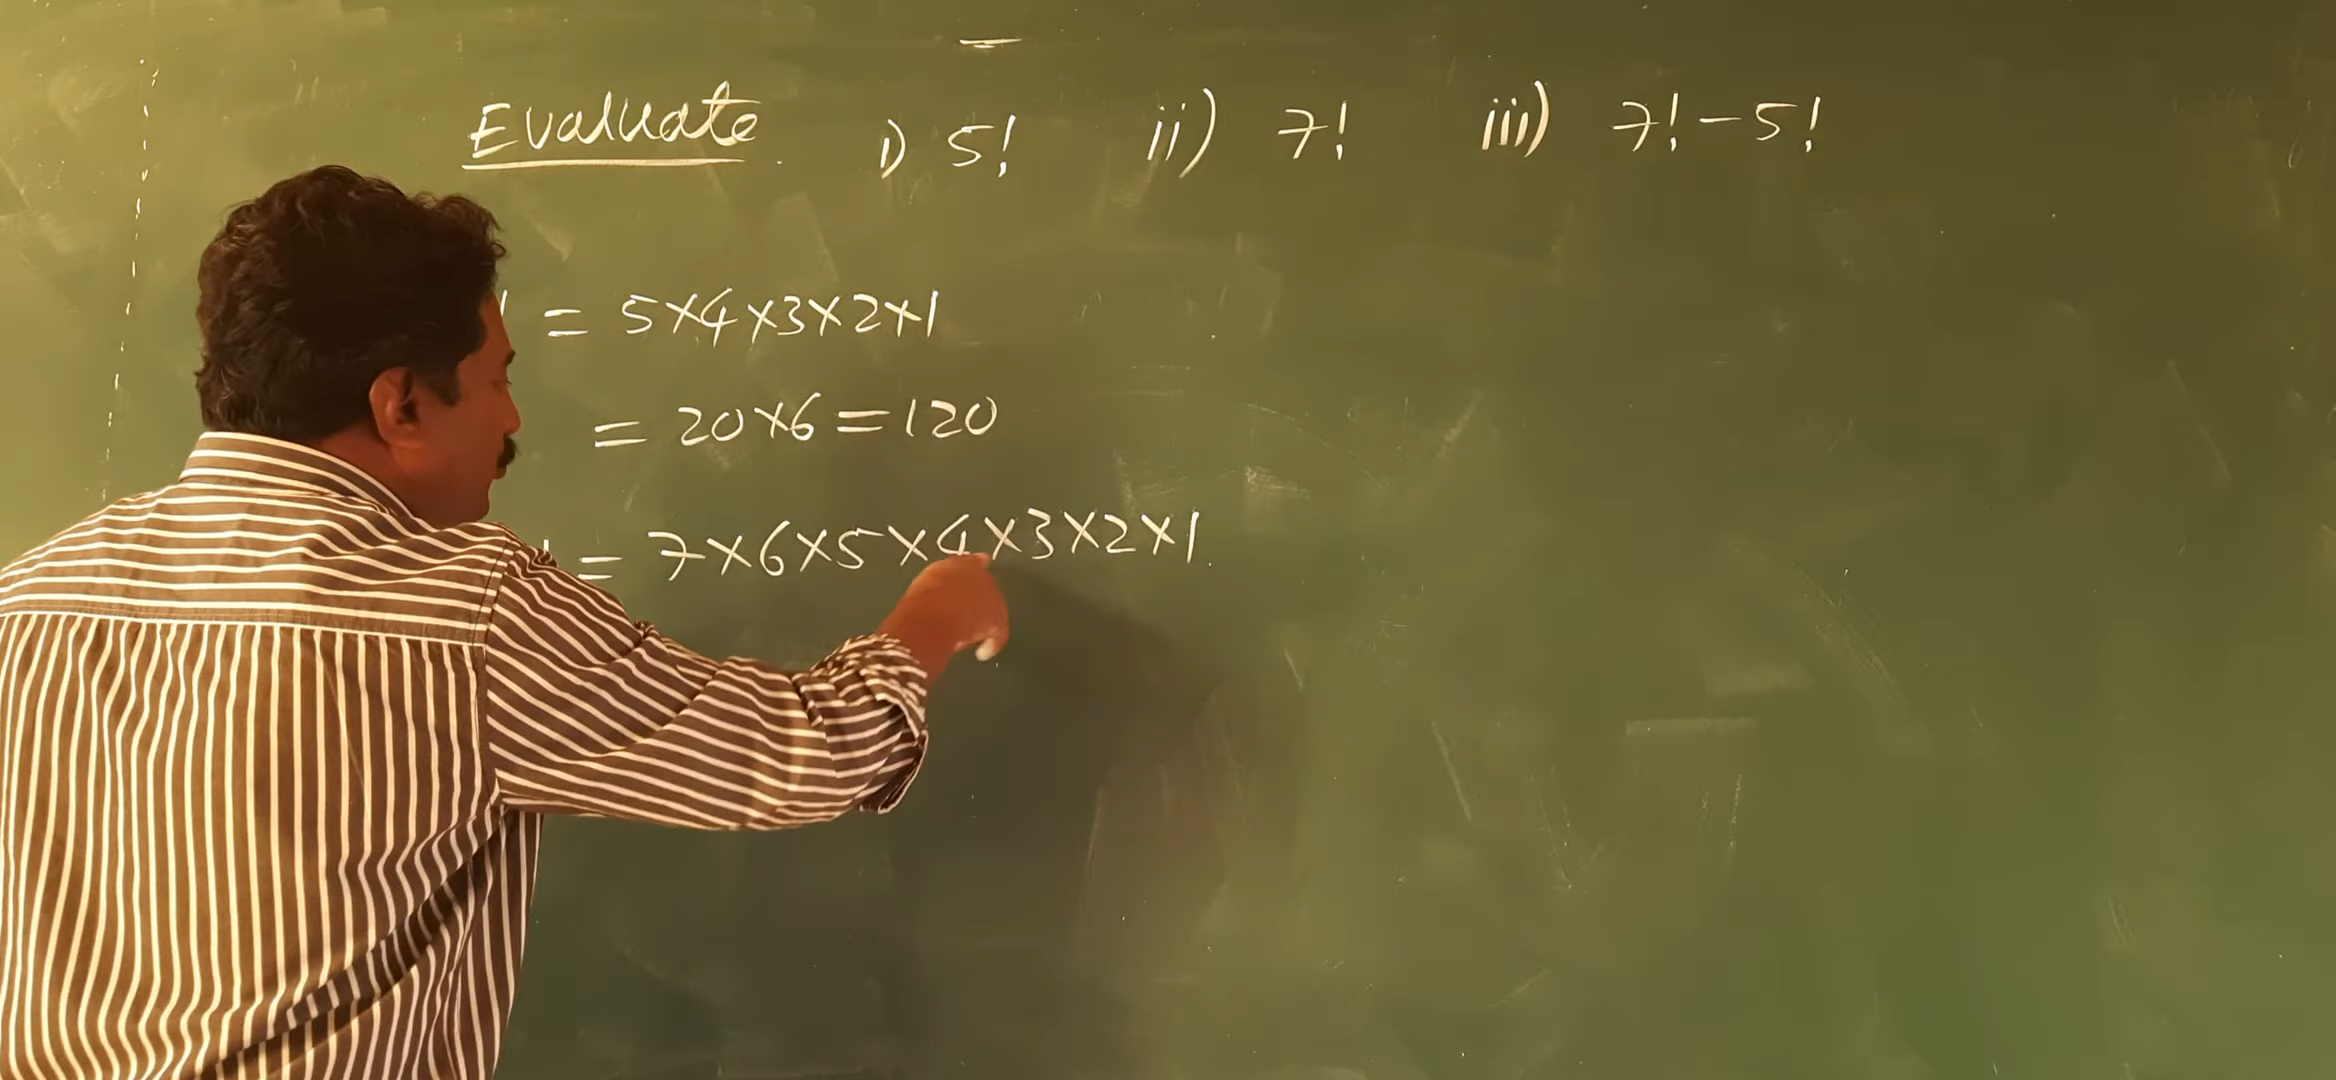 Evaluate i) 5! ii) 7! iii) 7! - 5!
= 5×4×3×2×1
= 20×6 = 120
= 7×6×5×4×3×2×1